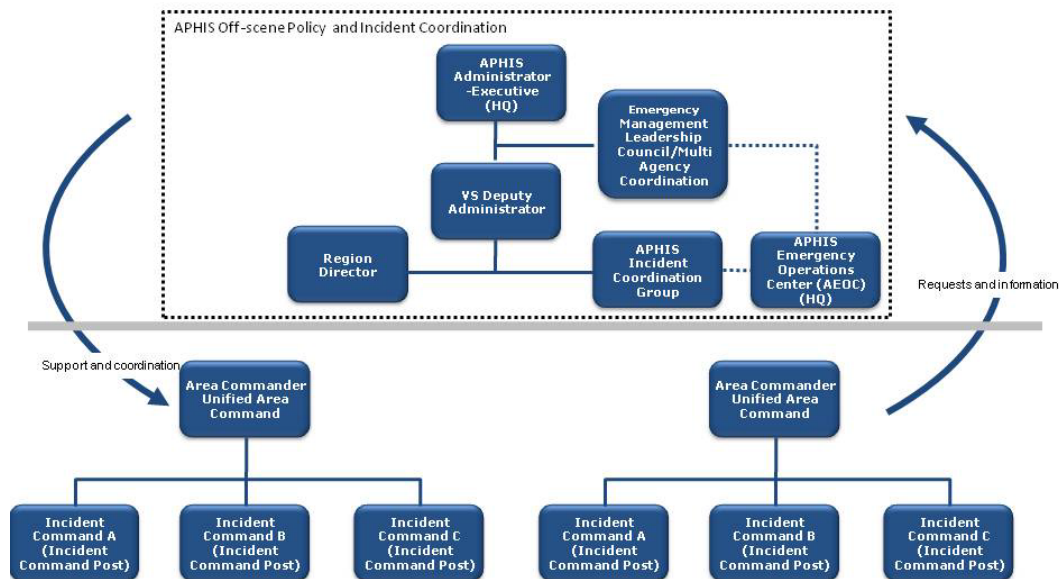 APHIS Off-scene Policy and Incident Coordination
APHIS
Administrator
-Executive
(HQ)
Emergency
Management
Leadership
Council/Multi
Agency
Coordination
VS Deputy
Administrator
Region
Director
APHIS
Incident
Coordination
Group
APHIS
Emergency
Operations
Center (AEOC)
(HQ)
Requests and information
Support and coordination
Area Commander
Unified Area
Command
Area Commander
Unified Area
Command
Incident
Command A
(Incident
Command Post)
Incident
Command B
(Incident
Command Post)
Incident
Command C
(Incident
Command Post)
Incident
Command A
(Incident
Command Post)
Incident
Command B
(Incident
Command Post)
Incident
Command C
(Incident
Command Post)